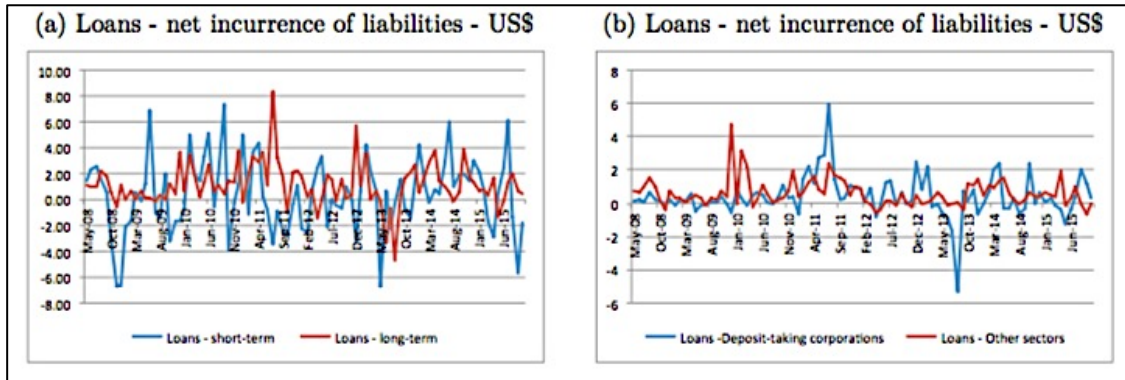 (a) Loans - net incurrence of liabilities - US$
10.00
8.00
6.00
4.00
2.00
0.00
-2.00
-4.00
-6.00
-8.00
May-08
Oct-08
Mar-09
Aug-09
Jan-10
Jun-10
Nov-10
Apr-11
Sep-11
Feb-12
Jul-12
Dec-12
May-13
Oct-13
Mar-14
Aug-14
Jan-15
Jun-15
Loans - short-term
Loans - long-term
(b) Loans - net incurrence of liabilities - US$
8
6
4
2
0
-2
-4
-6
May-08
Oct-08
Mar-09
Aug-09
Jan-10
Jun-10
Nov-10
Apr-11
Sep-11
Feb-12
Jul-12
Dec-12
May-13
Oct-13
Mar-14
Aug-14
Jan-15
Jun-15
Loans -Deposit-taking corporations
Loans - Other sectors